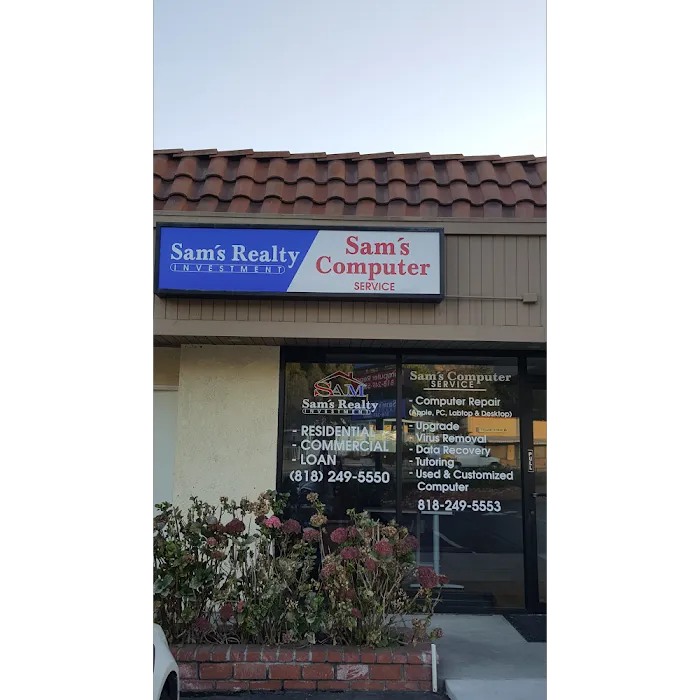 Sam's Realty
INVESTMENT
Sam's
Computer
SERVICE
SAM
Sam's Realty
INVESTMENT
- RESIDENTIAL
- COMMERCIAL
- LOAN
(818) 249-5550
Sam's Computer
SERVICE
- Computer Repair
(Apple, PC, Labtop & Desktop)
- Upgrade
- Virus Removal
- Data Recovery
- Tutoring
- Used & Customized
Computer
818-249-5553